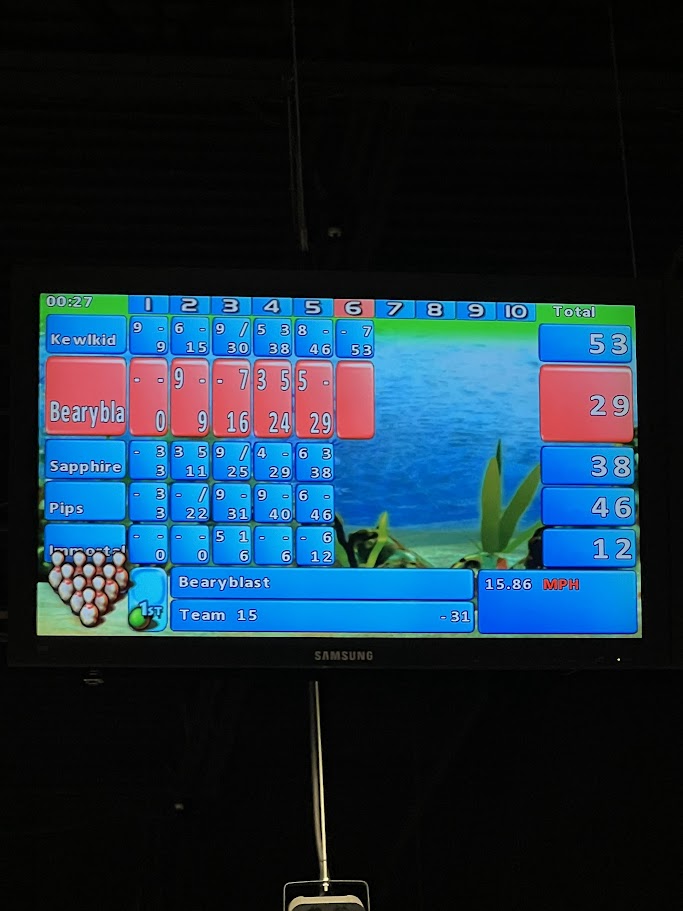 00:27 1 2 3 4 5 6 7 8 9 10 Total
9 - 6 - 9 / 5 3 8 - - 7
Kewlkid 9 15 30 38 46 53 53
- - 9 - - 7 3 5 5 -
Bearybla 0 9 16 24 29 29
- 3 3 5 9 / 4 - 6 3
Sapphire 3 11 25 29 38 38
- 3 - / 9 - 9 - 6 -
Pips 3 22 31 40 46 46
- - - - 5 1 - - - 6
Immortal 0 0 6 6 12 12
Bearyblast 15.86 MPH
1ST
Team 15 -31
SAMSUNG